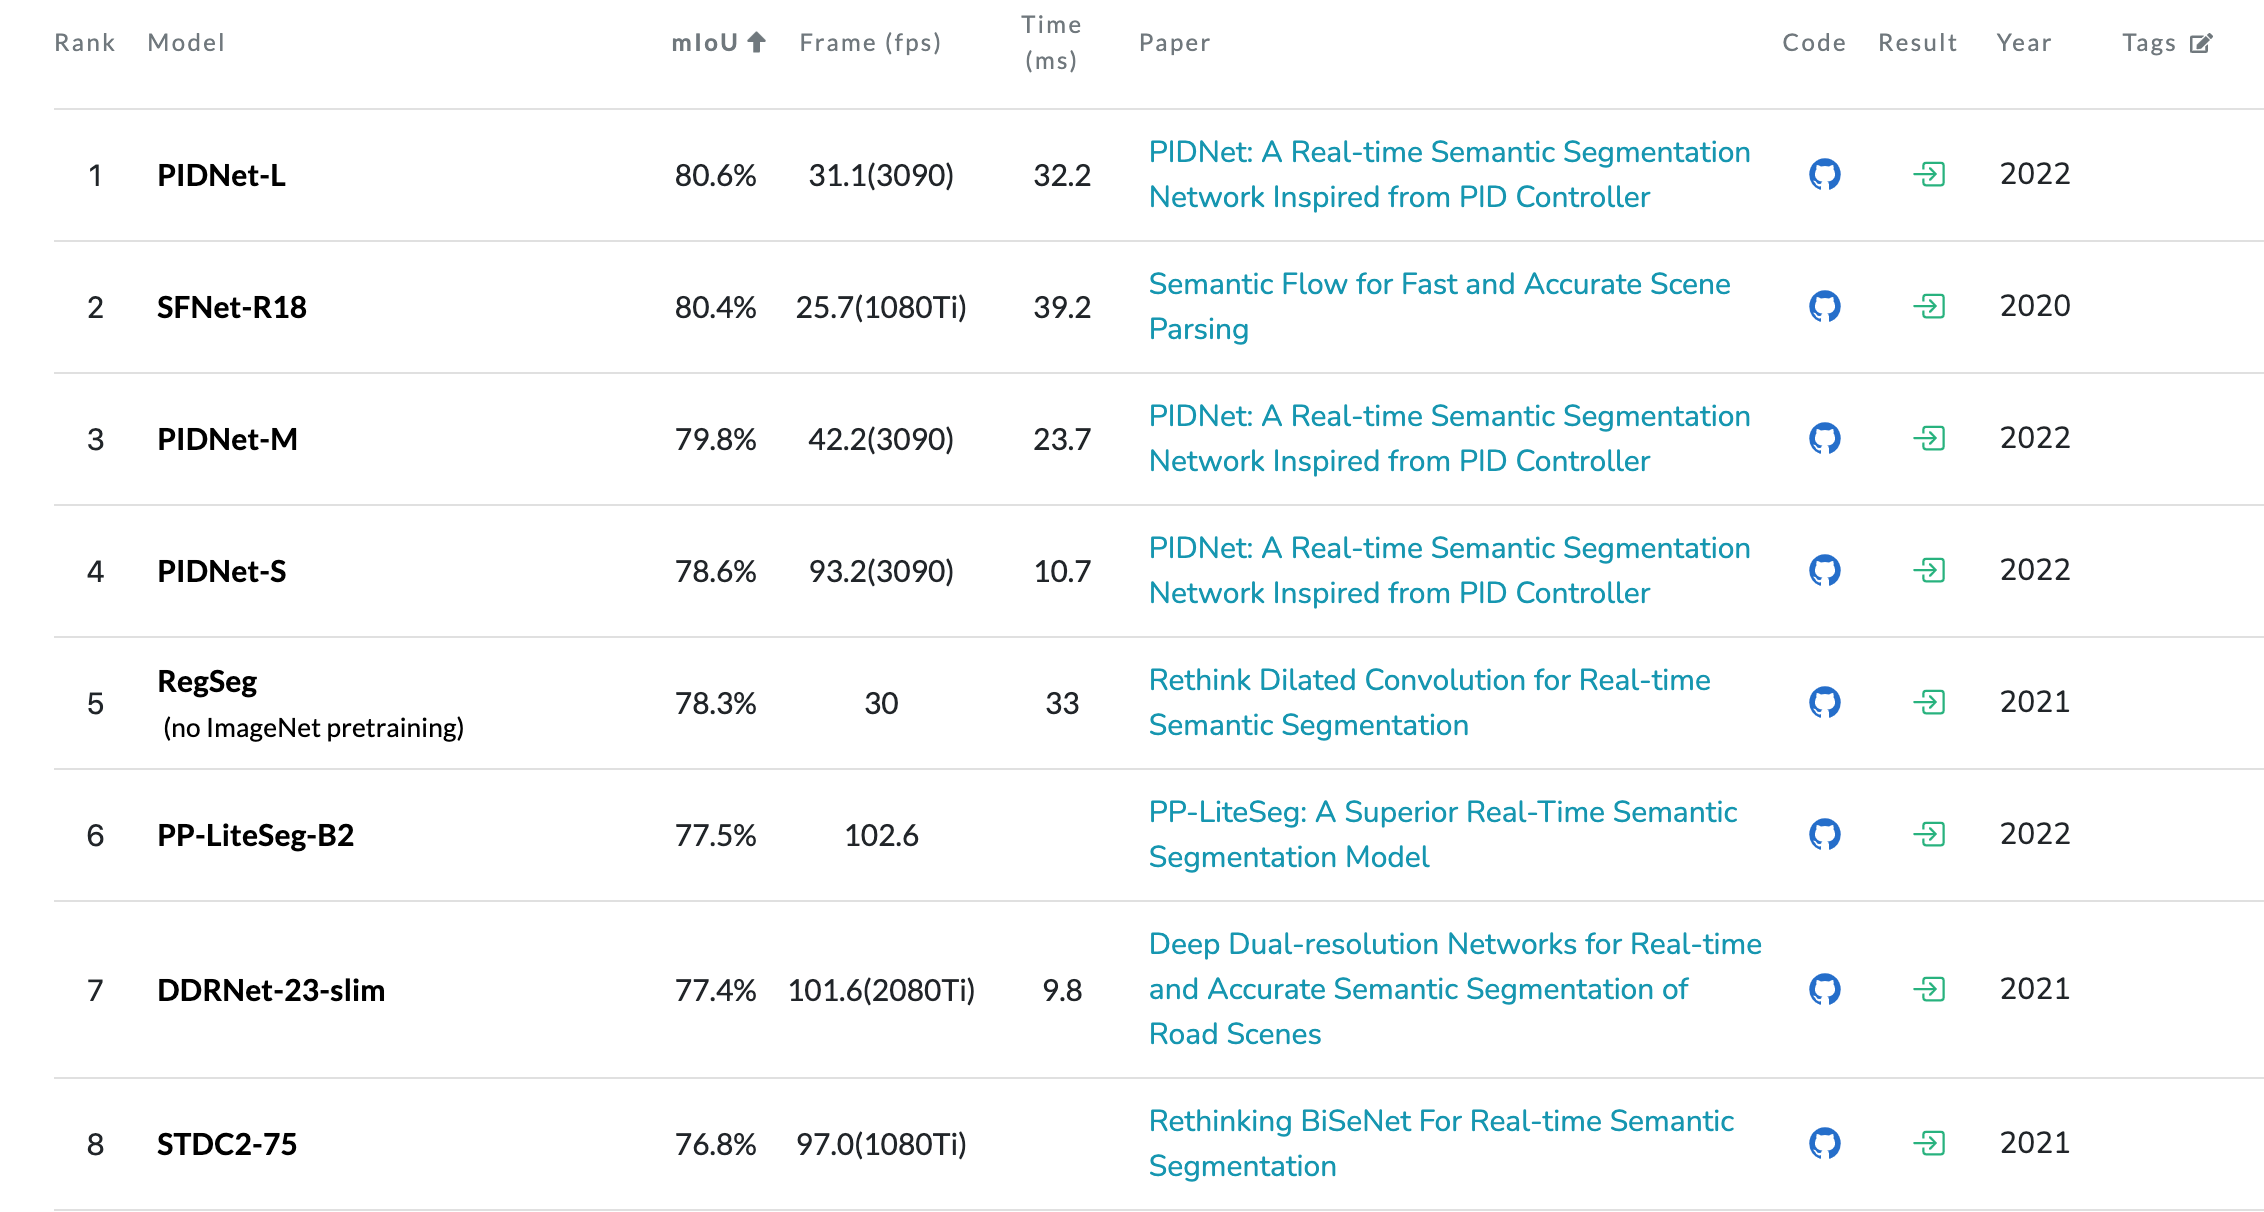 Rank Model mIoU Frame (fps) Time (ms) Paper Code Result Year Tags
1 PIDNet-L 80.6% 31.1(3090) 32.2 PIDNet: A Real-time Semantic Segmentation
Network Inspired from PID Controller 2022
2 SFNet-R18 80.4% 25.7(1080Ti) 39.2 Semantic Flow for Fast and Accurate Scene
Parsing 2020
3 PIDNet-M 79.8% 42.2(3090) 23.7 PIDNet: A Real-time Semantic Segmentation
Network Inspired from PID Controller 2022
4 PIDNet-S 78.6% 93.2(3090) 10.7 PIDNet: A Real-time Semantic Segmentation
Network Inspired from PID Controller 2022
5 RegSeg
(no ImageNet pretraining) 78.3% 30 33 Rethink Dilated Convolution for Real-time
Semantic Segmentation 2021
6 PP-LiteSeg-B2 77.5% 102.6 PP-LiteSeg: A Superior Real-Time Semantic
Segmentation Model 2022
7 DDRNet-23-slim 77.4% 101.6(2080Ti) 9.8 Deep Dual-resolution Networks for Real-time
and Accurate Semantic Segmentation of
Road Scenes 2021
8 STDC2-75 76.8% 97.0(1080Ti) Rethinking BiSeNet For Real-time Semantic
Segmentation 2021